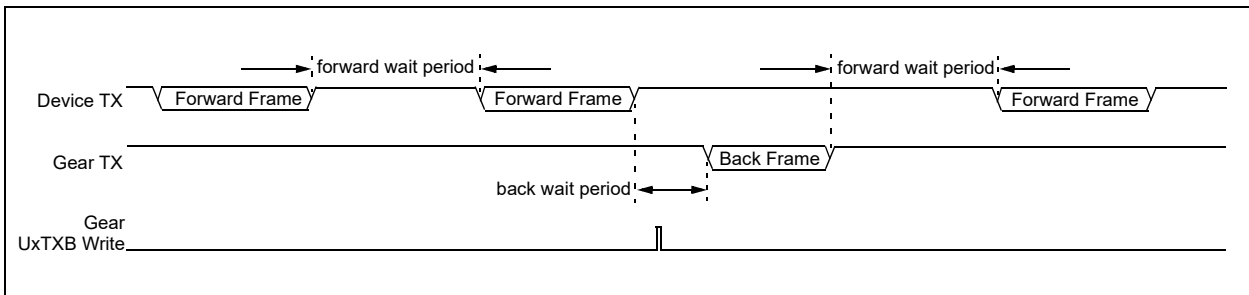 forward wait period
forward wait period
Device TX
Forward Frame
Forward Frame
Forward Frame
Gear TX
Back Frame
back wait period
Gear
UxTXB Write